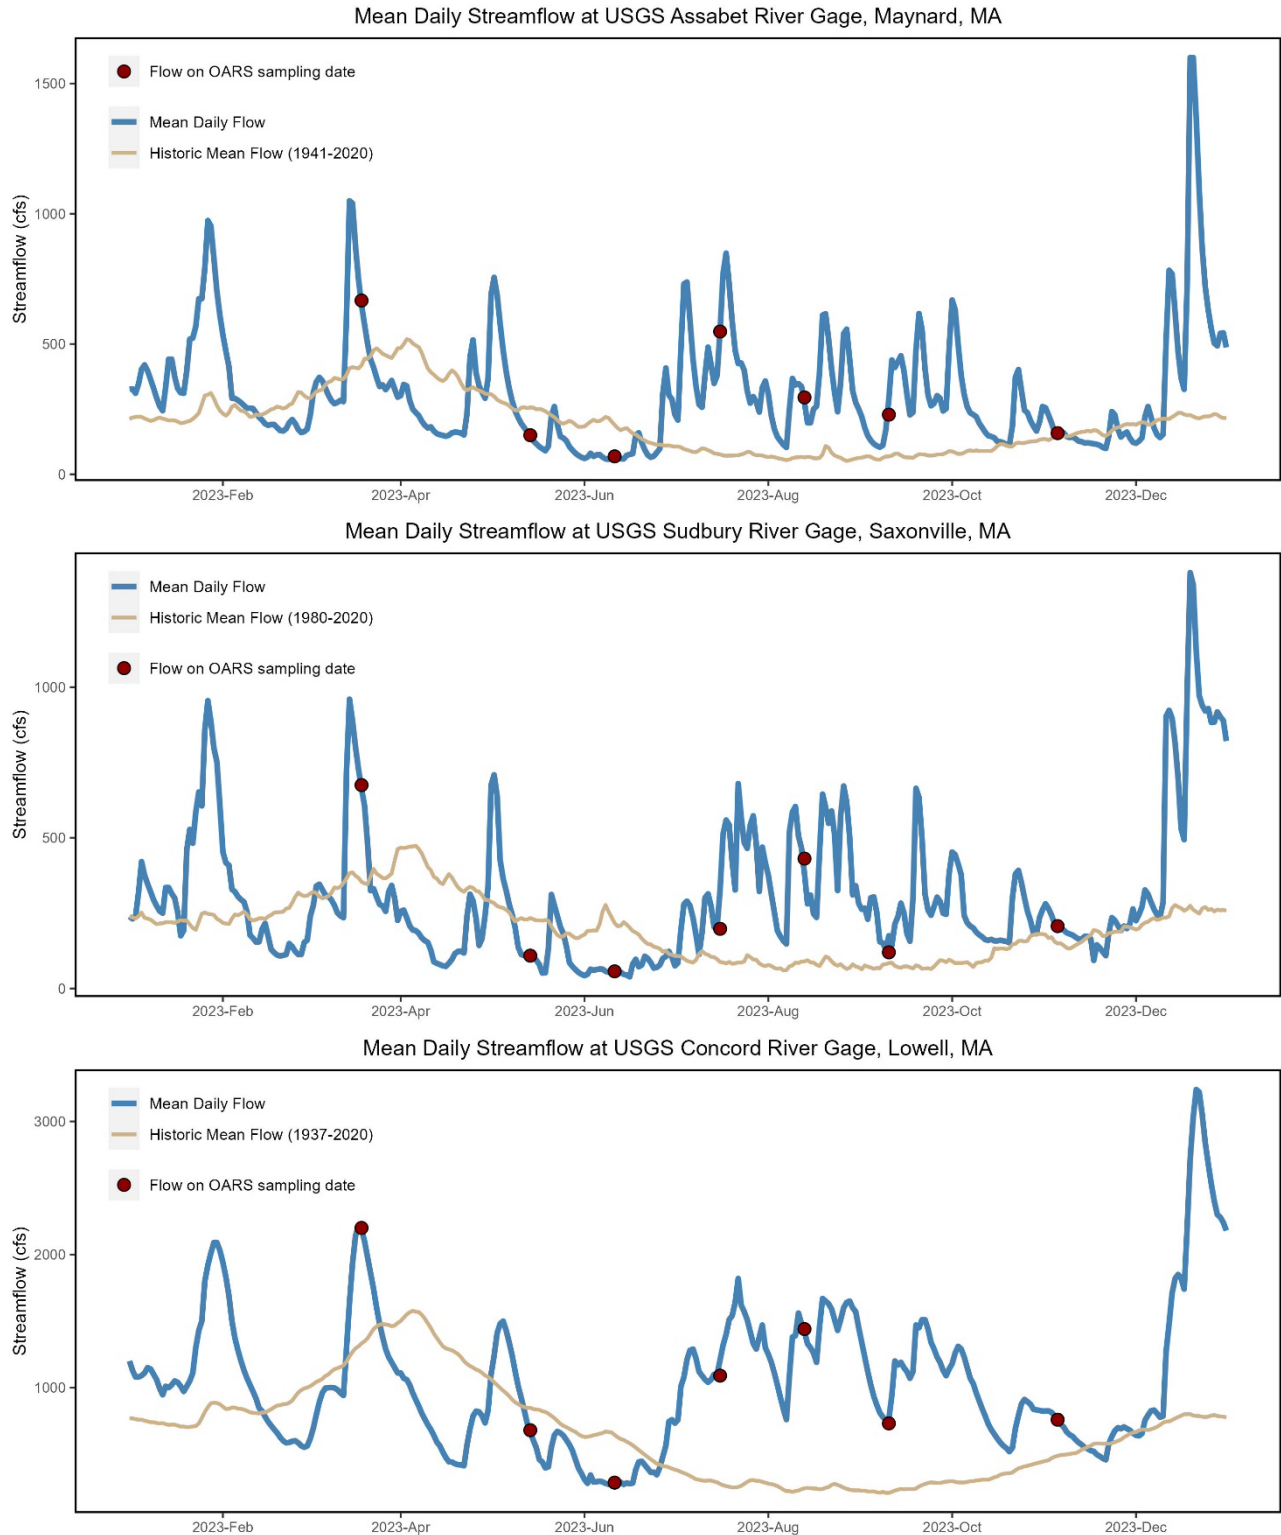 Mean Daily Streamflow at USGS Assabet River Gage, Maynard, MA
Flow on OARS sampling date
Mean Daily Flow
Historic Mean Flow (1941-2020)
Streamflow (cfs)
1500
1000
500
0
2023-Feb 2023-Apr 2023-Jun 2023-Aug 2023-Oct 2023-Dec
Mean Daily Streamflow at USGS Sudbury River Gage, Saxonville, MA
Mean Daily Flow
Historic Mean Flow (1980-2020)
Flow on OARS sampling date
Streamflow (cfs)
1000
500
0
2023-Feb 2023-Apr 2023-Jun 2023-Aug 2023-Oct 2023-Dec
Mean Daily Streamflow at USGS Concord River Gage, Lowell, MA
Mean Daily Flow
Historic Mean Flow (1937-2020)
Flow on OARS sampling date
Streamflow (cfs)
3000
2000
1000
2023-Feb 2023-Apr 2023-Jun 2023-Aug 2023-Oct 2023-Dec